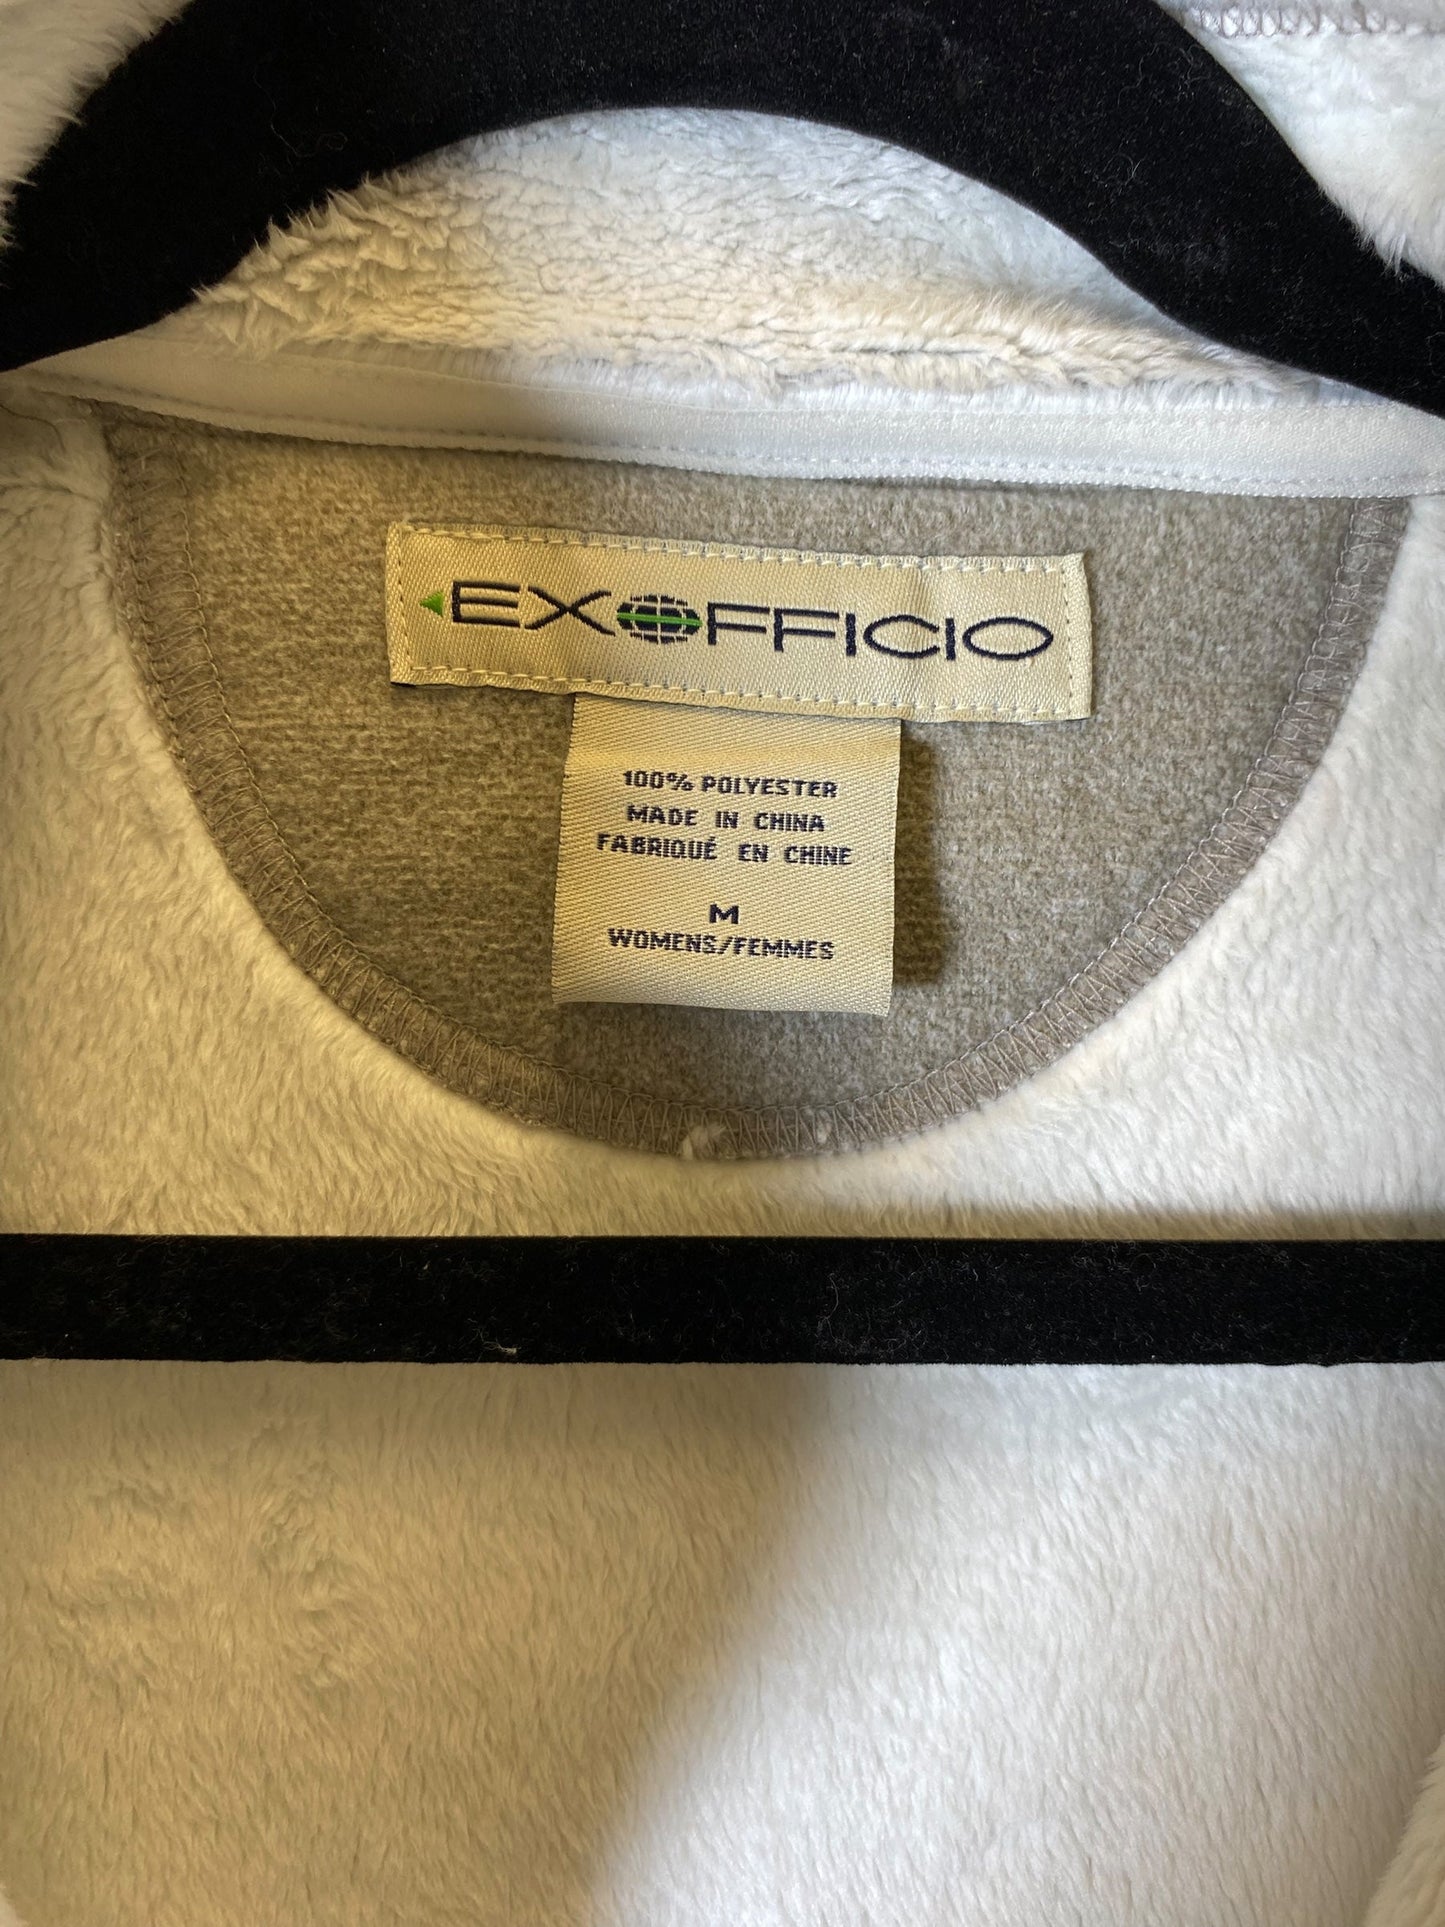 EXOFFICIO
100% POLYESTER
MADE IN CHINA
FABRIQUÉ EN CHINE
M
WOMENS/FEMMES